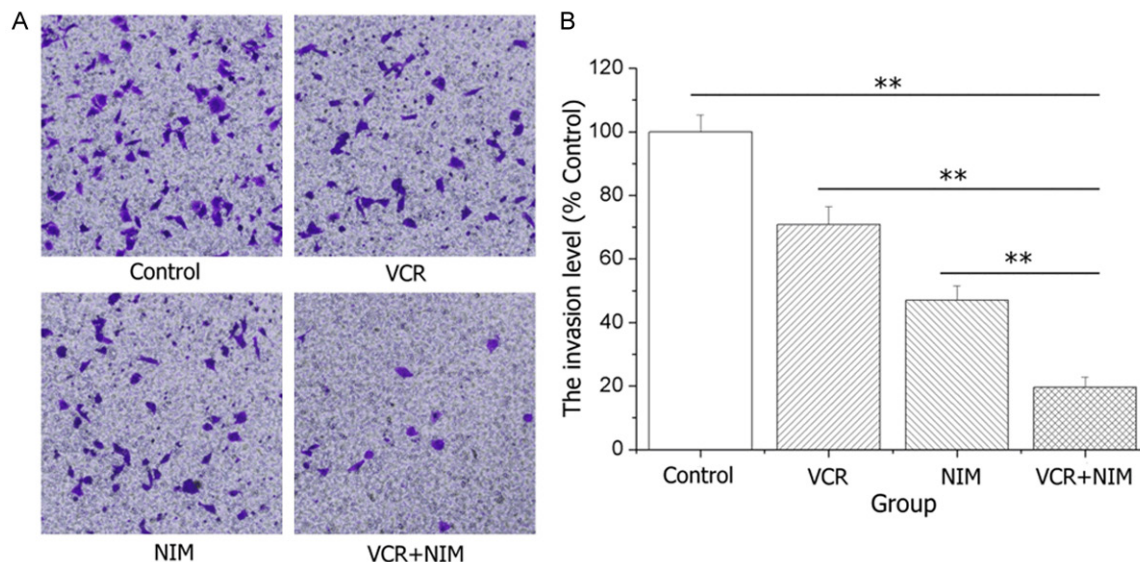 A
Control
VCR
NIM
VCR+NIM
B
The invasion level (% Control)
120
100
80
60
40
20
0
**
**
**
Control
VCR
NIM
VCR+NIM
Group